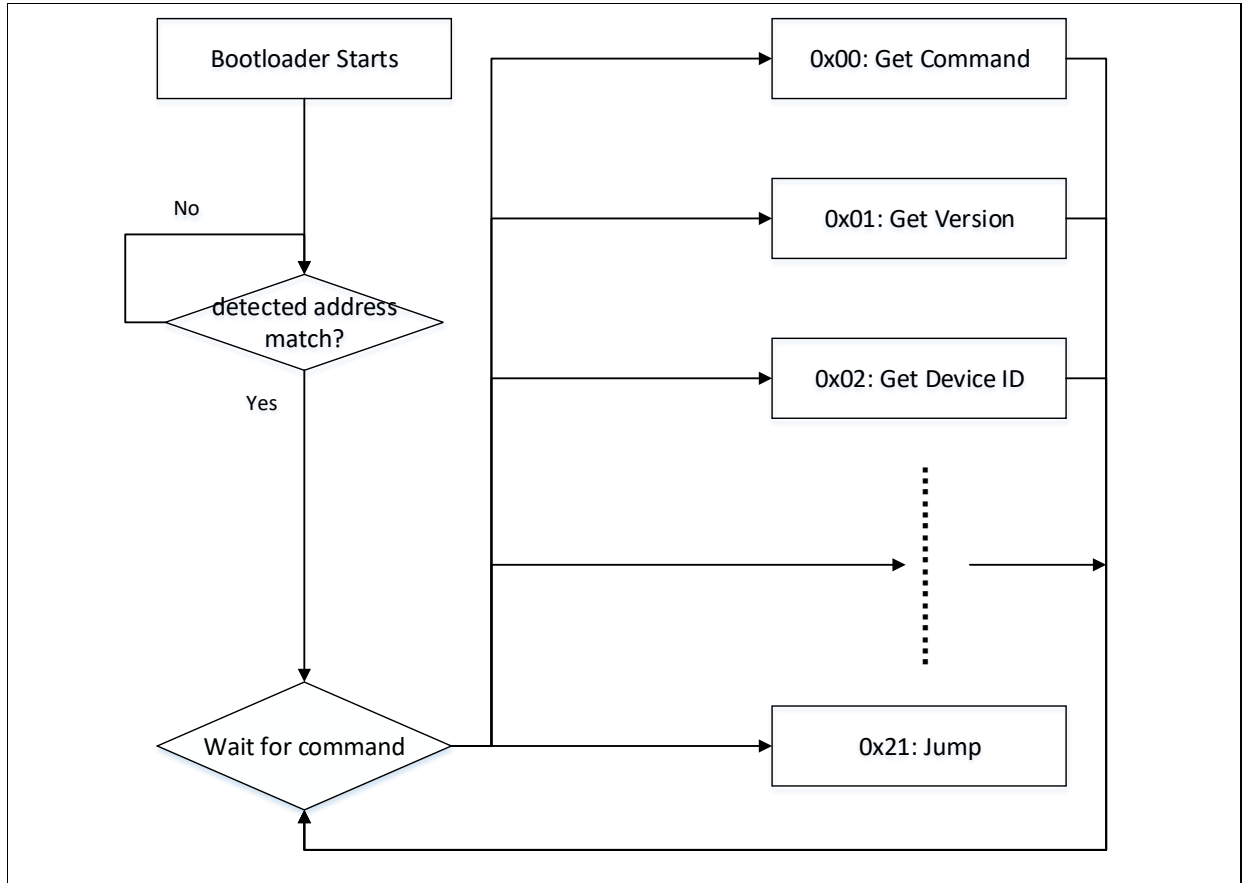 Bootloader Starts
No
detected address
match?
Yes
Wait for command
0x00: Get Command
0x01: Get Version
0x02: Get Device ID
0x21: Jump